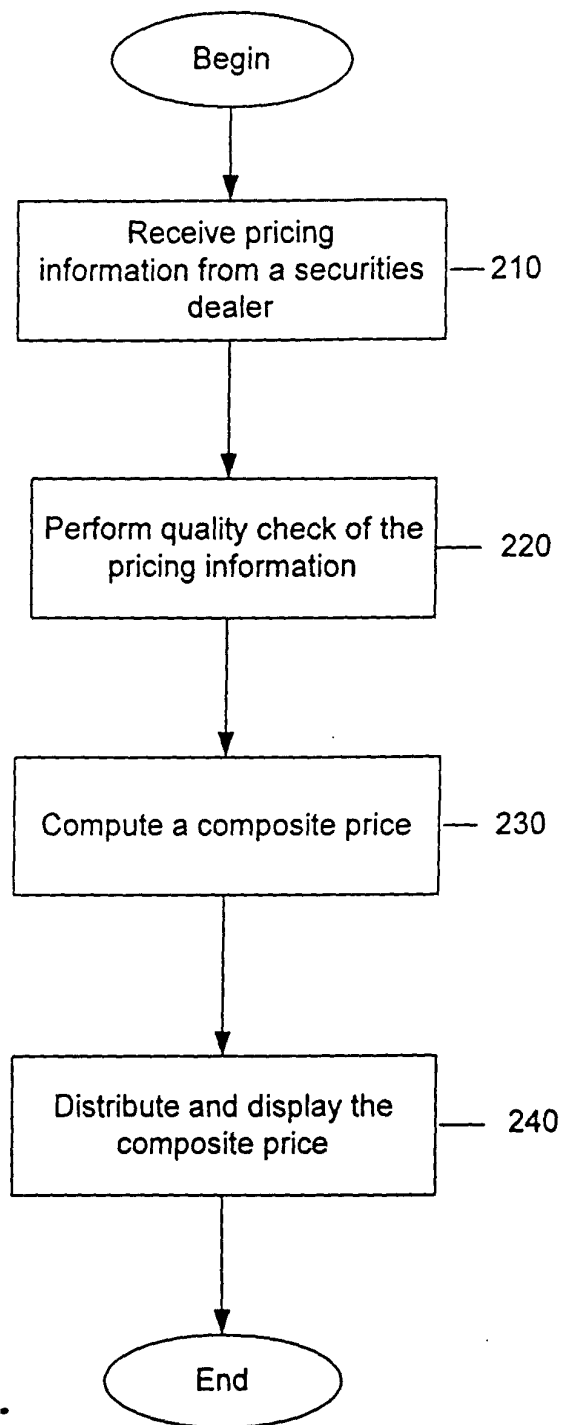 Begin
Receive pricing
information from a securities
dealer
210
Perform quality check of the
pricing information
220
Compute a composite price
230
Distribute and display the
composite price
240
End